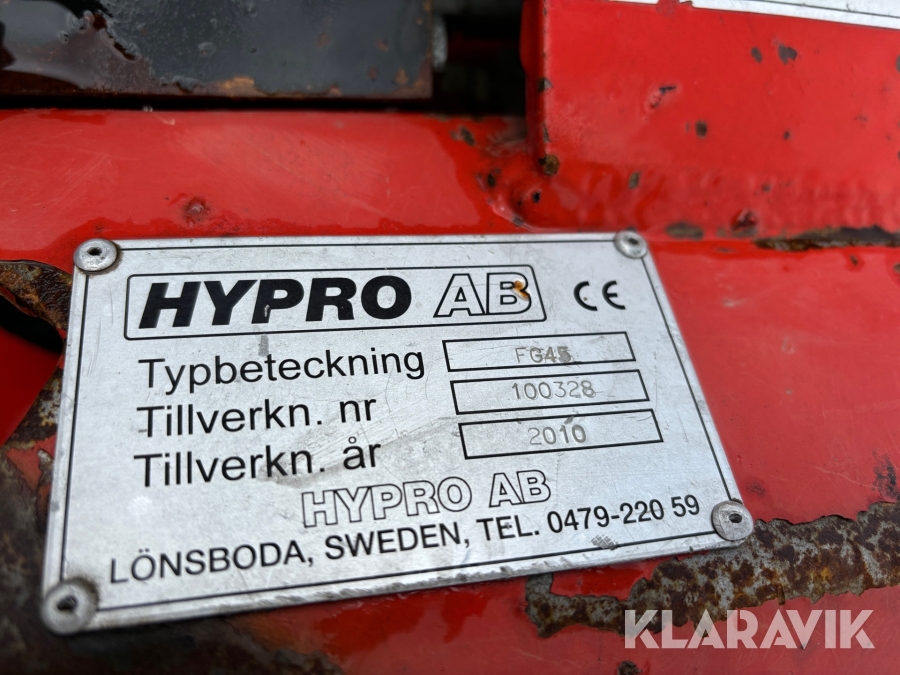 HYPRO AB CE
Typbeteckning FG45
Tillverkn. nr 100328
Tillverkn. år 2010
HYPRO AB
LÖNSBODA, SWEDEN, TEL. 0479-220 59
KLARAVIK